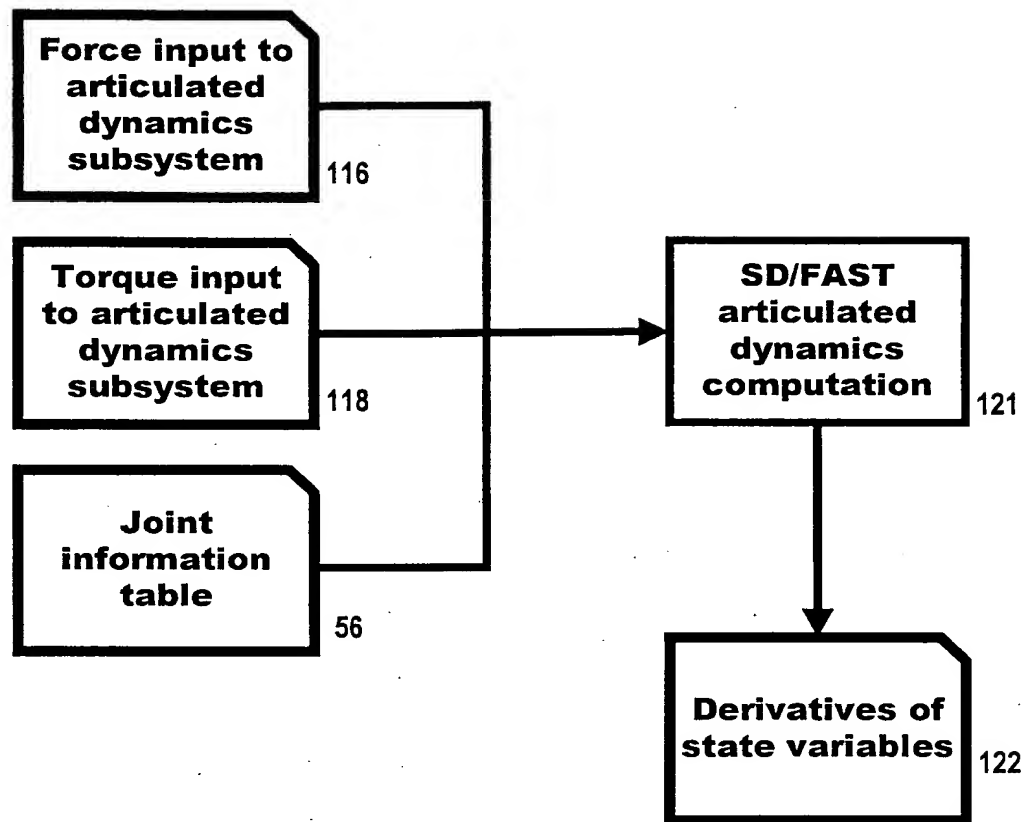 Force input to
articulated
dynamics
subsystem
116
Torque input
to articulated
dynamics
subsystem
118
Joint
information
table
56
SD/FAST
articulated
dynamics
computation
121
Derivatives of
state variables
122